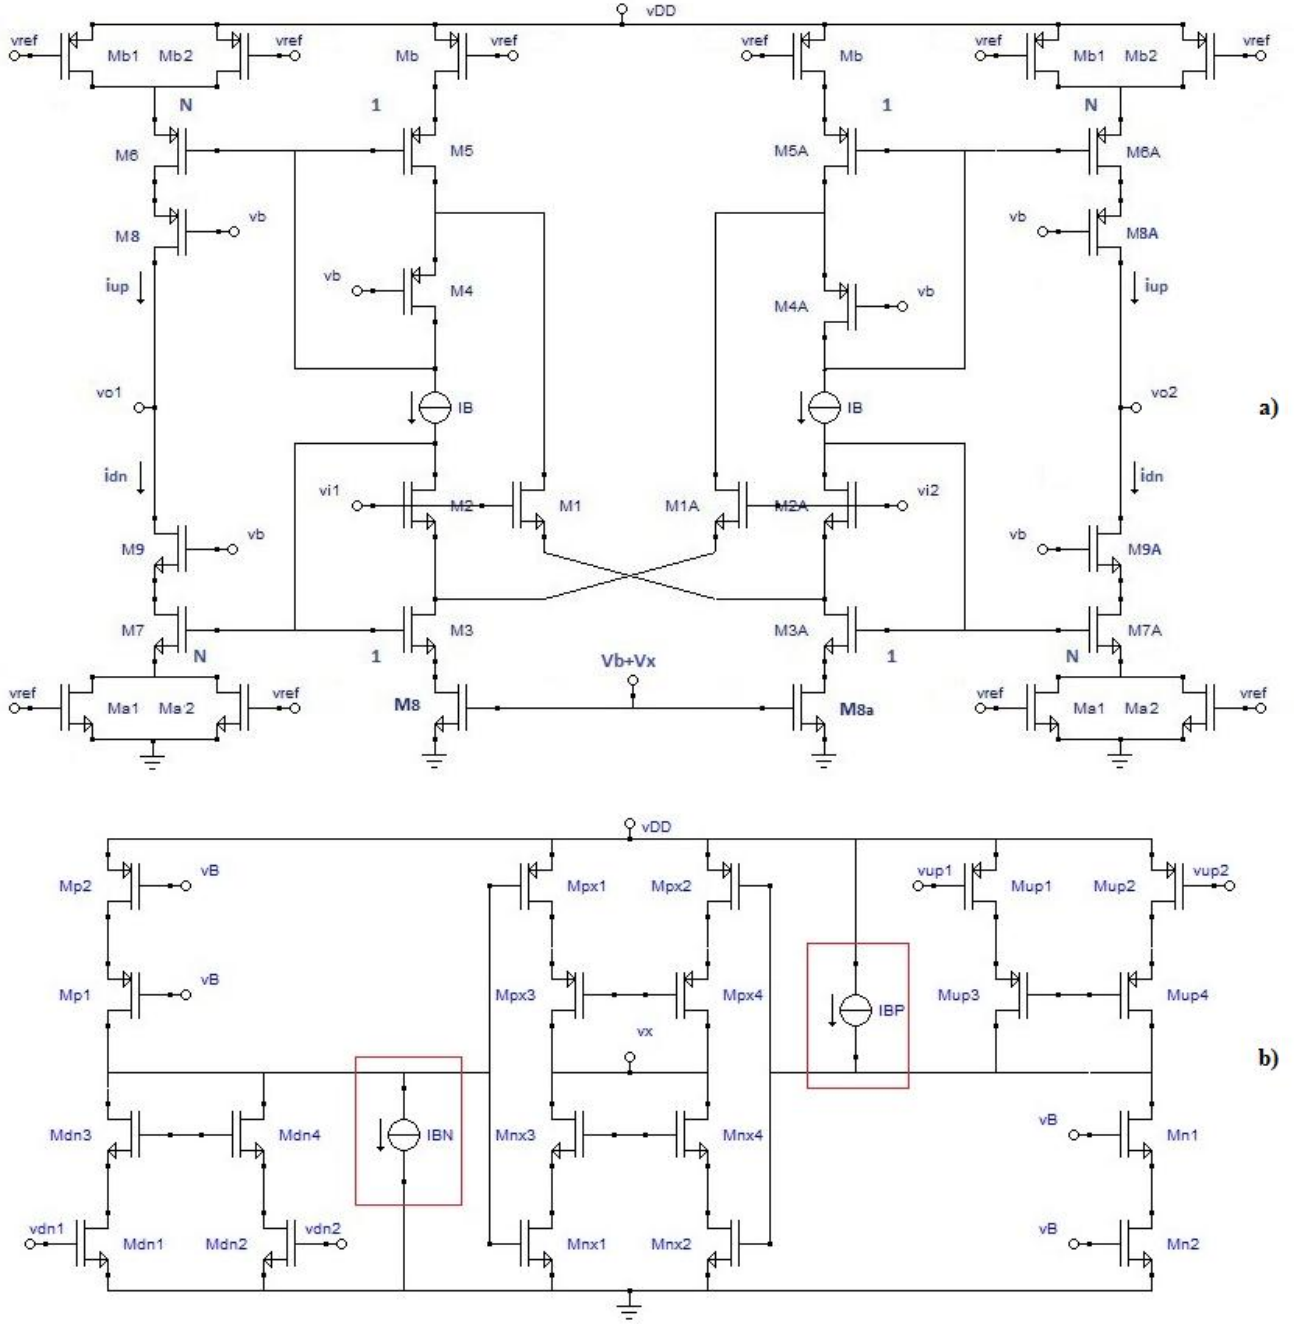 vDD
vref Mb1 Mb2 vref Mb vref vref Mb vref Mb1 Mb2 vref
N 1 1 N
M6 M5 M5A M6A
M8 vb vb M8A
iup vb M4 M4A vb iup
vo1 IB IB vo2 a)
idn idn
vi1 M2 M1 M1A M2A vi2
M9 vb vb M9A
M7 M3 M3A M7A
N 1 Vb+Vx 1 N
vref Ma1 Ma2 vref M8 M8a vref Ma1 Ma2 vref
vDD
Mp2 vB Mpx1 Mpx2 vup1 Mup1 Mup2 vup2
Mp1 vB Mpx3 Mpx4 IBP Mup3 Mup4
vx b)
Mdn3 Mdn4 IBN Mnx3 Mnx4 vB Mn1
vdn1 Mdn1 Mdn2 vdn2 Mnx1 Mnx2 vB Mn2